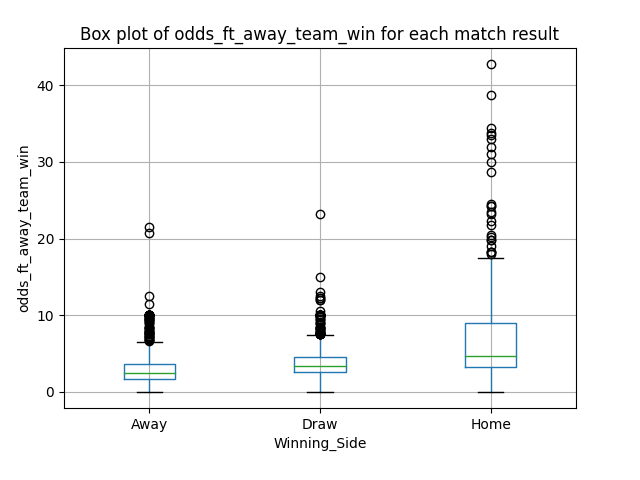 Box plot of odds_ft_away_team_win for each match result
odds_ft_away_team_win
40
30
20
10
0
Away Draw Home
Winning_Side